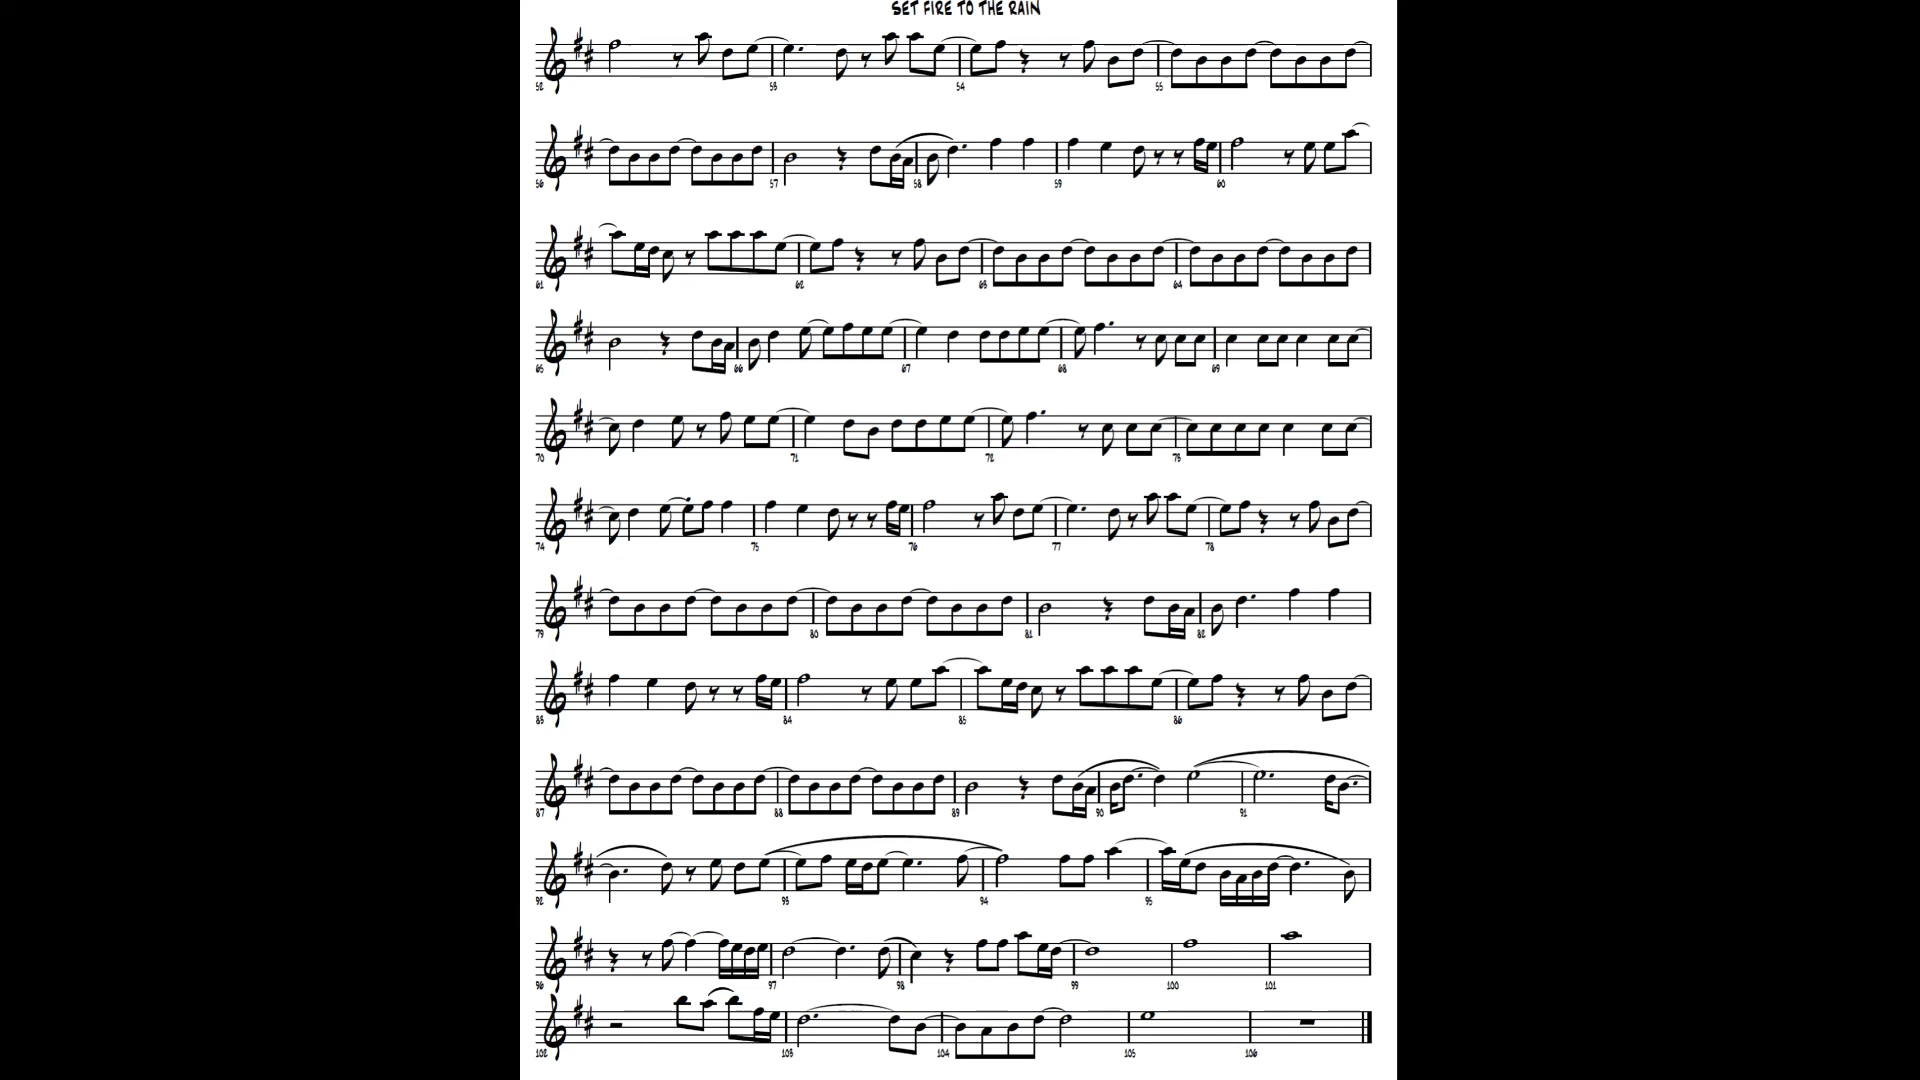 SET FIRE TO THE RAIN
52 53 54 55
56 57 58 59 60
61 62 63 64
65 66 67 68 69
70 71 72 73
74 75 76 77 78
79 80 81 82
83 84 85 86
87 88 89 90 91
92 93 94 95
96 97 98 99 100 101
102 103 104 105 106